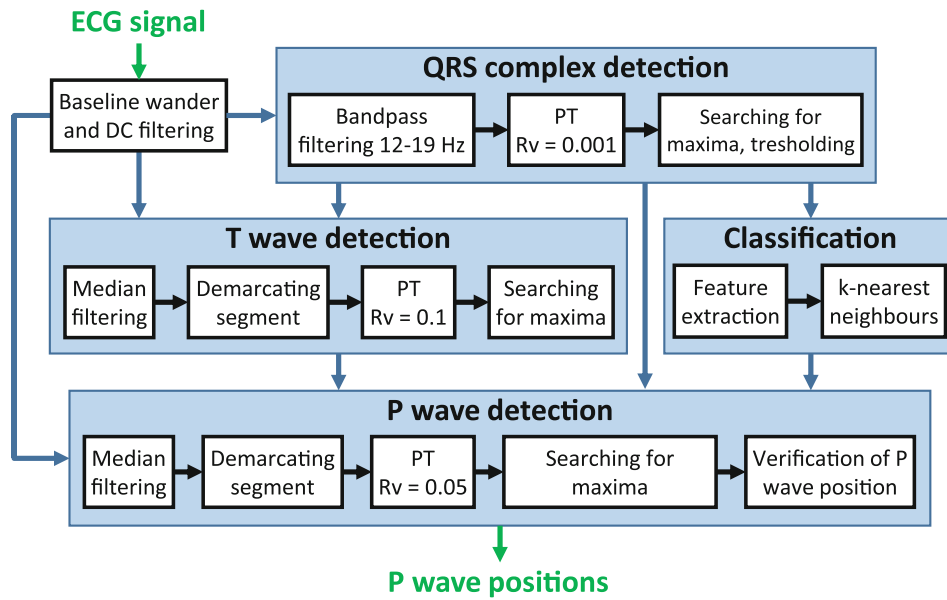 ECG signal
Baseline wander
and DC filtering
QRS complex detection
Bandpass
filtering 12-19 Hz
PT
Rv = 0.001
Searching for
maxima, tresholding
T wave detection
Median
filtering
Demarcating
segment
PT
Rv = 0.1
Searching
for maxima
Classification
Feature
extraction
k-nearest
neighbours
P wave detection
Median
filtering
Demarcating
segment
PT
Rv = 0.05
Searching for
maxima
Verification of P
wave position
P wave positions